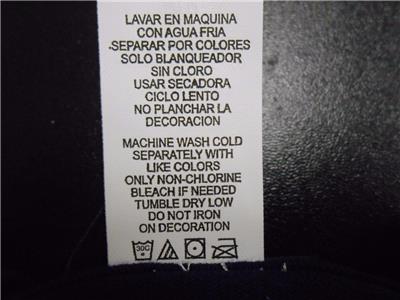 LAVAR EN MAQUINA
CON AGUA FRIA
-SEPARAR POR COLORES
SOLO BLANQUEADOR
SIN CLORO
USAR SECADORA
CICLO LENTO
NO PLANCHAR LA
DECORACION
MACHINE WASH COLD
SEPARATELY WITH
LIKE COLORS
ONLY NON-CHLORINE
BLEACH IF NEEDED
TUMBLE DRY LOW
DO NOT IRON
ON DECORATION
30C